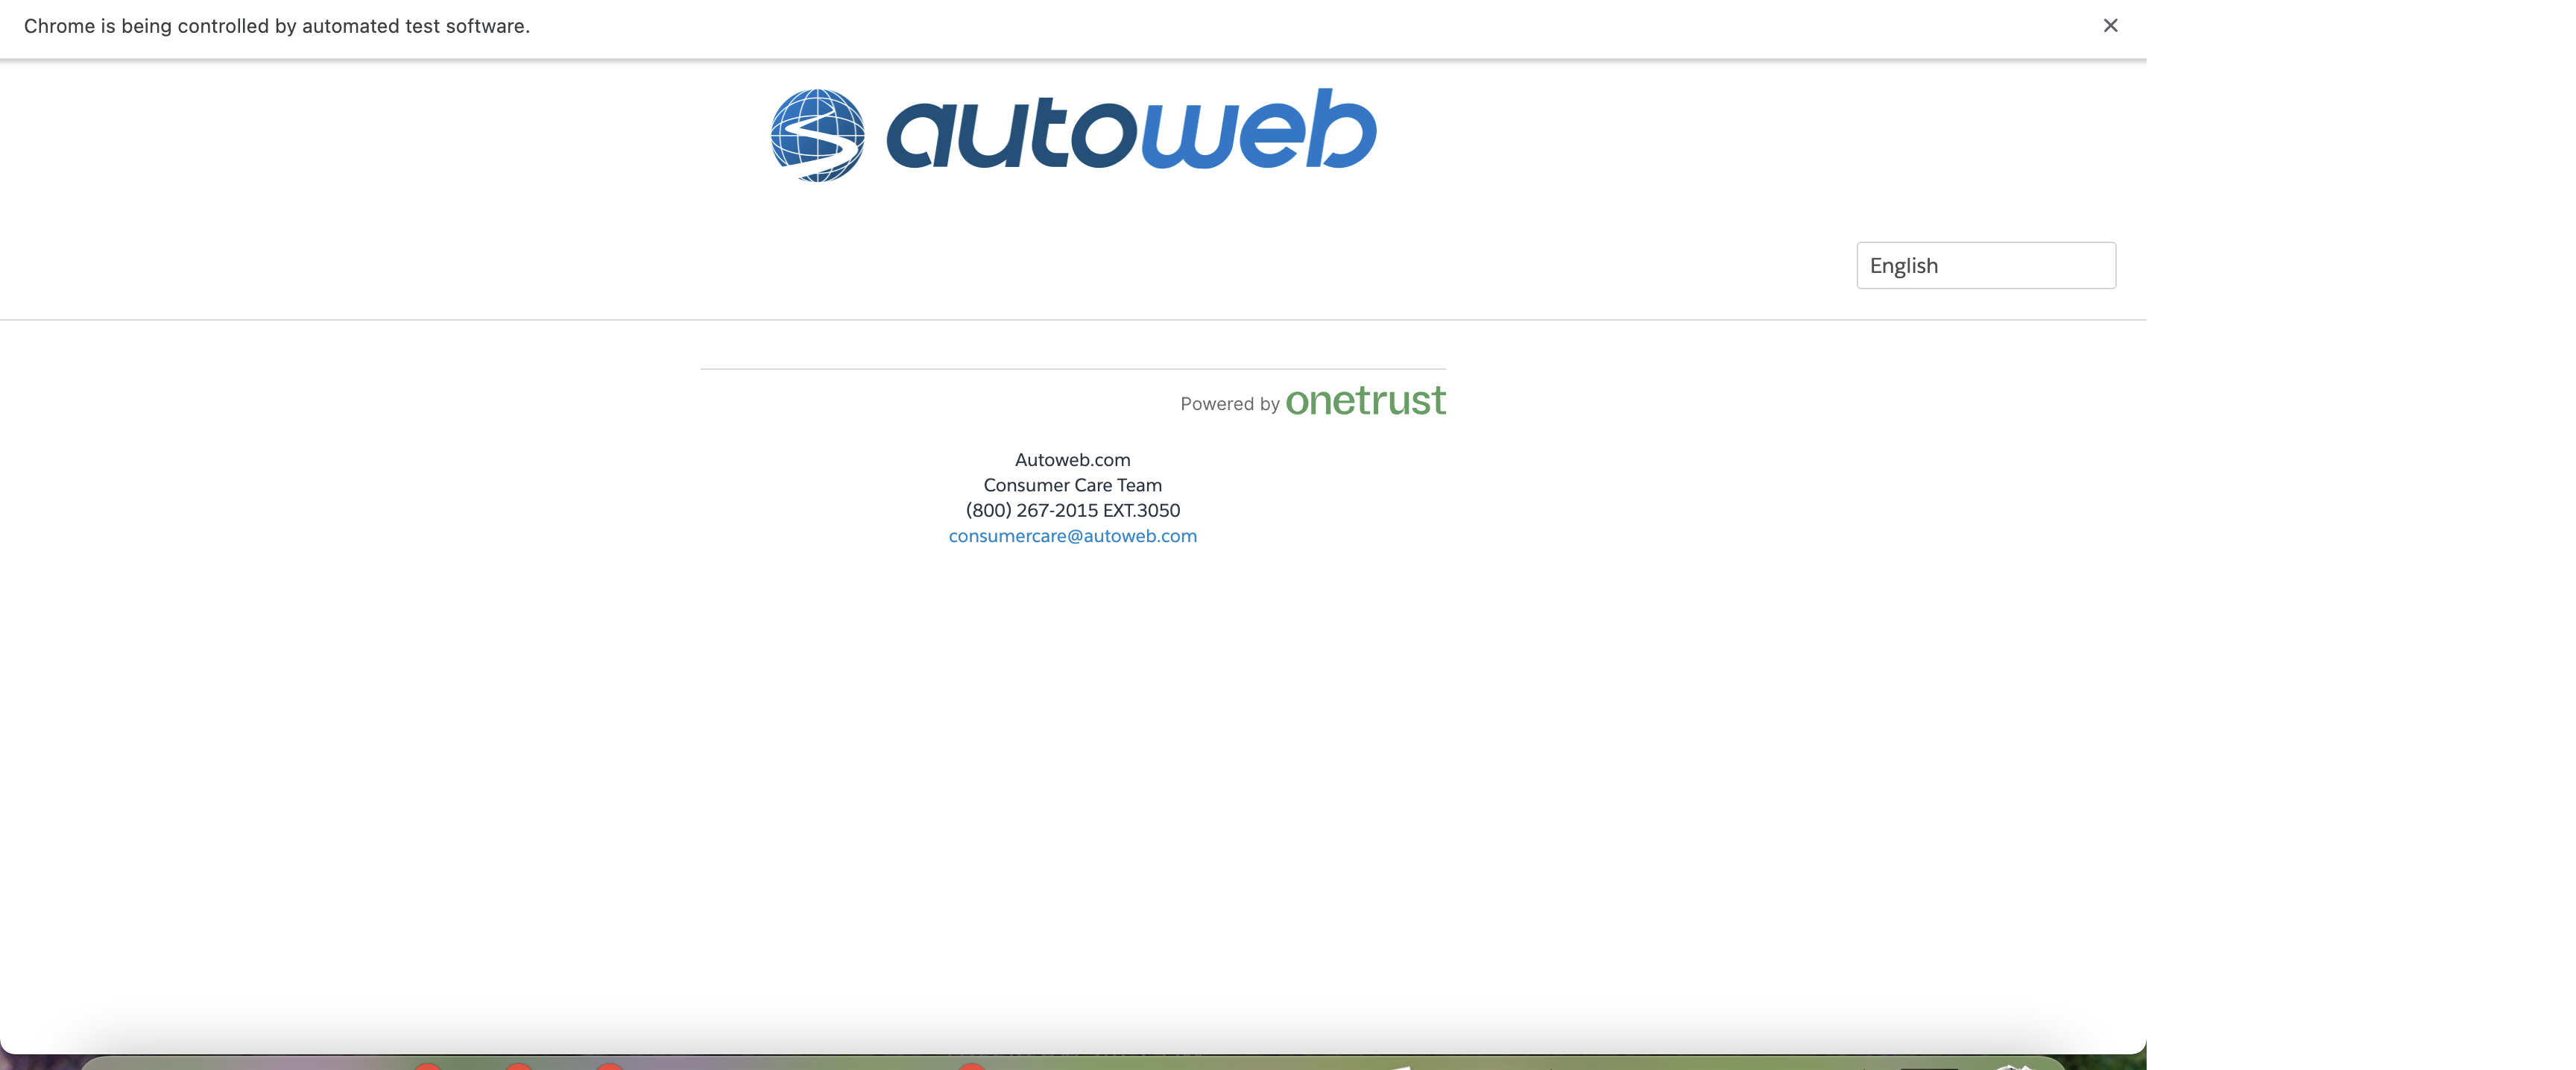 Chrome is being controlled by automated test software.
autoweb
English
Powered by onetrust
Autoweb.com
Consumer Care Team
(800) 267-2015 EXT.3050
consumercare@autoweb.com